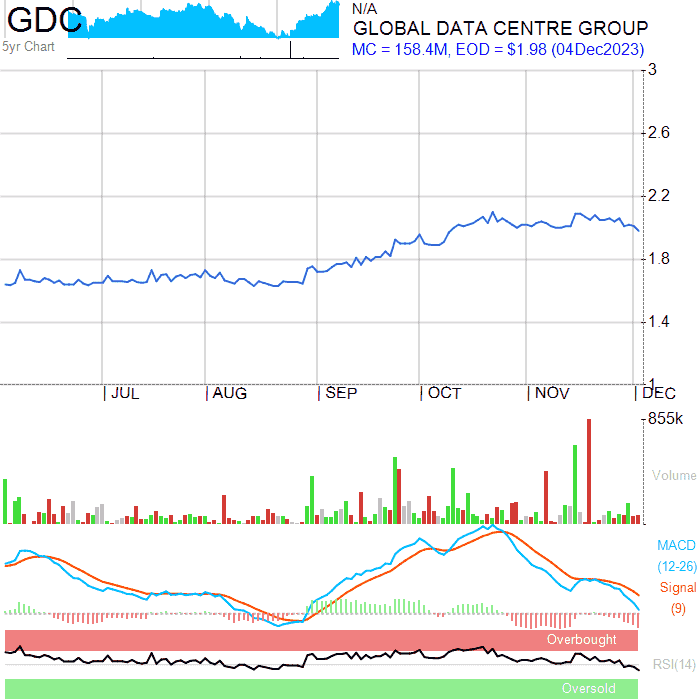 GDC
5yr Chart
N/A
GLOBAL DATA CENTRE GROUP
MC = 158.4M, EOD = $1.98 (04Dec2023)
3
2.6
2.2
1.8
1.4
1
JUL AUG SEP OCT NOV DEC
855k
Volume
MACD
(12-26)
Signal
(9)
Overbought
RSI(14)
Oversold